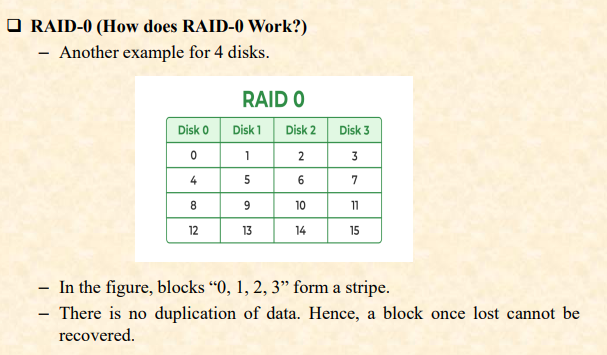 ❑ RAID-0 (How does RAID-0 Work?)
– Another example for 4 disks.
RAID 0
Disk 0 Disk 1 Disk 2 Disk 3
0 1 2 3
4 5 6 7
8 9 10 11
12 13 14 15
– In the figure, blocks “0, 1, 2, 3” form a stripe.
– There is no duplication of data. Hence, a block once lost cannot be
recovered.